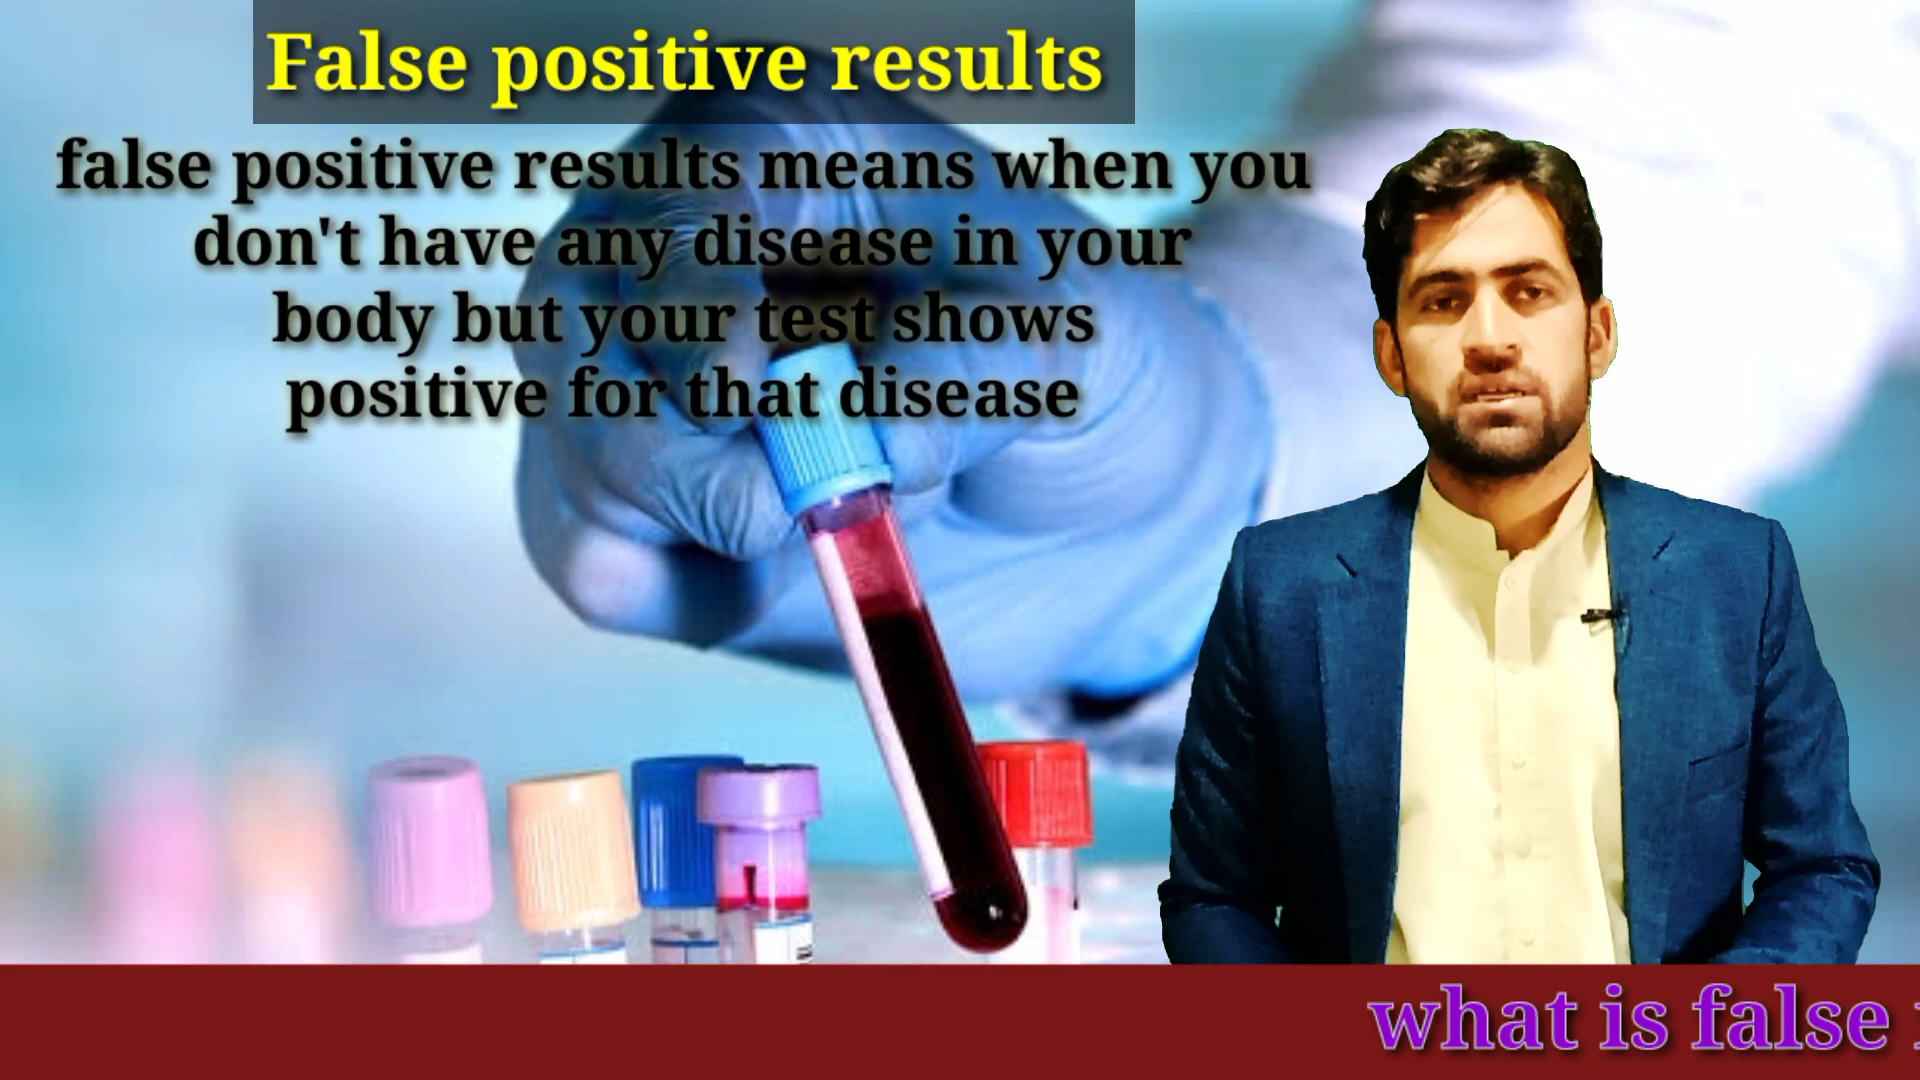 False positive results
false positive results means when you
don't have any disease in your
body but your test shows
positive for that disease
what is false